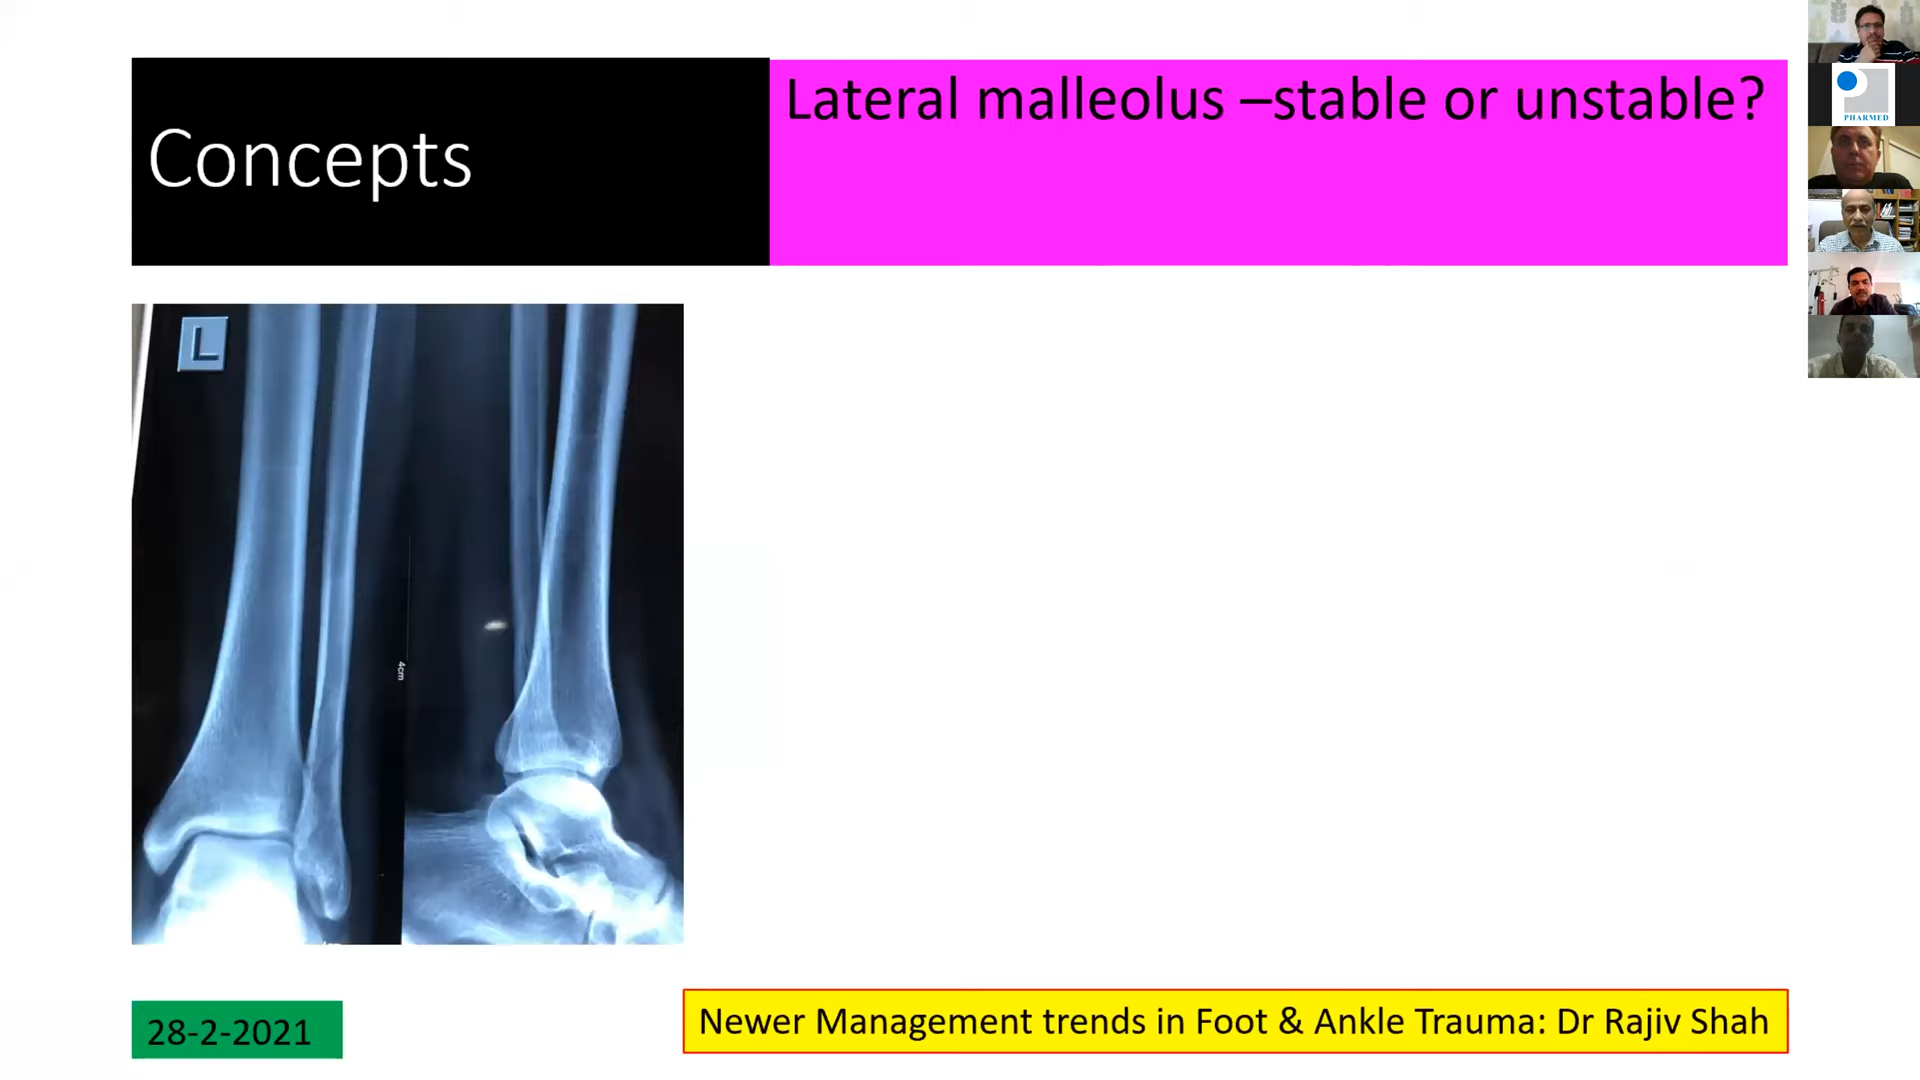 Concepts
Lateral malleolus –stable or unstable?
PHARMED
L
4cm
28-2-2021
Newer Management trends in Foot & Ankle Trauma: Dr Rajiv Shah